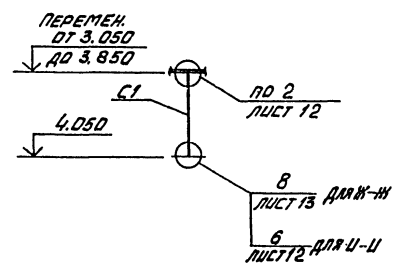 ПЕРЕМЕН.
ОТ 3.050
ДО 3.850
С1
ПО 2
ЛИСТ 12
4.050
8
ЛИСТ 13
ДЛЯ Ж-Ж
6
ЛИСТ 12
ДЛЯ И-И